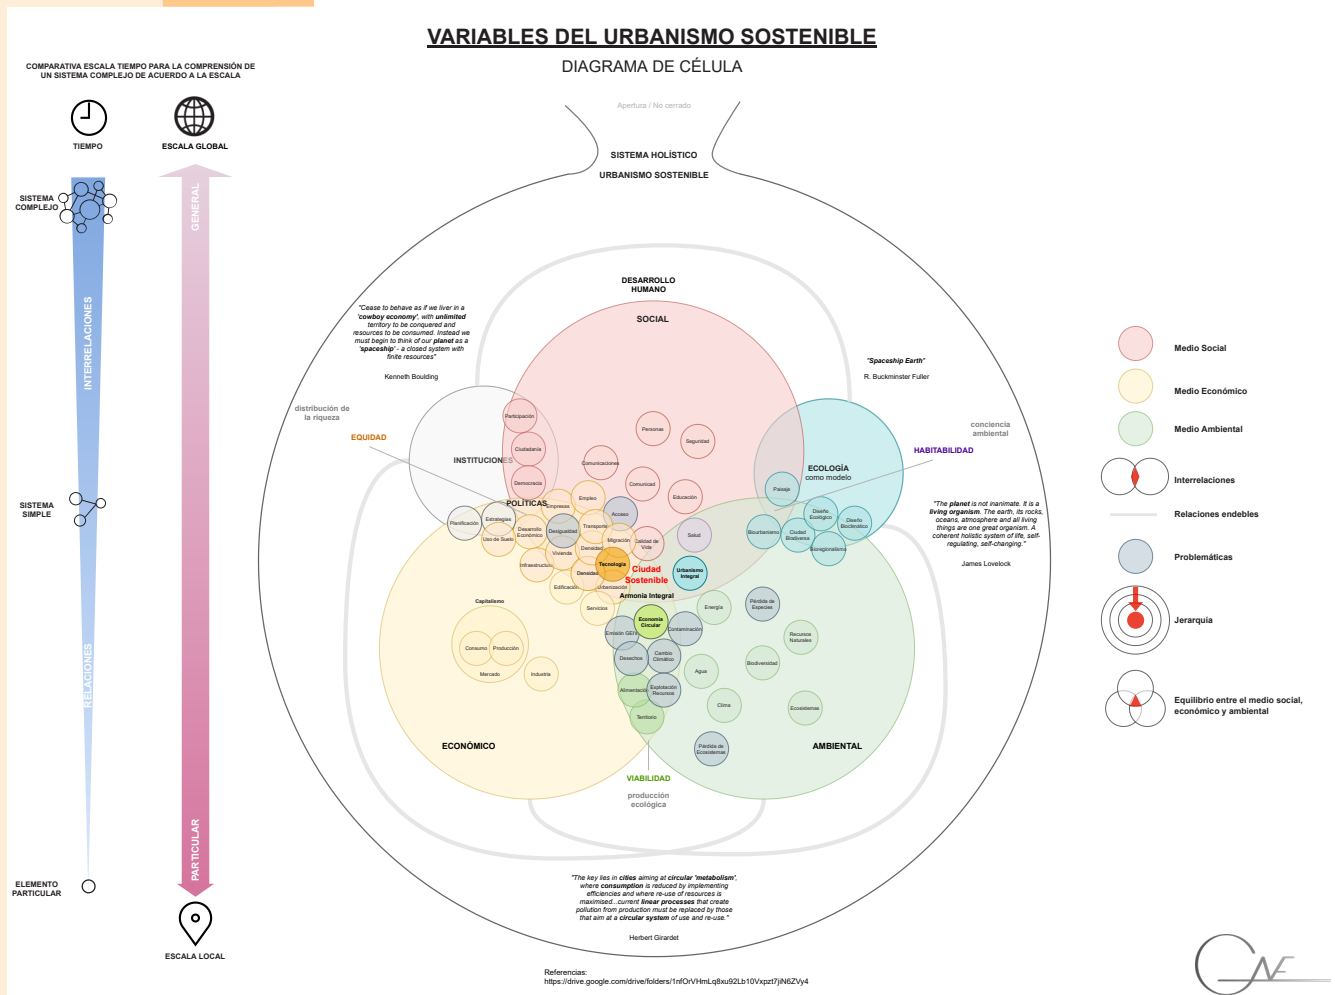 VARIABLES DEL URBANISMO SOSTENIBLE
DIAGRAMA DE CÉLULA
COMPARATIVA ESCALA TIEMPO PARA LA COMPRENSIÓN DE
UN SISTEMA COMPLEJO DE ACUERDO A LA ESCALA
TIEMPO
ESCALA GLOBAL
SISTEMA
COMPLEJO
GENERAL
INTERRELACIONES
SISTEMA
SIMPLE
RELACIONES
PARTICULAR
ELEMENTO
PARTICULAR
ESCALA LOCAL
Apertura / No cerrado
SISTEMA HOLÍSTICO
URBANISMO SOSTENIBLE
DESARROLLO
HUMANO
SOCIAL
"Cease to behave as if we live in a
'cowboy economy', with unlimited
territory to be conquered and
resources to be consumed. Instead we
must begin to think of our planet as a
'spaceship' - a closed system with
finite resources"
Kenneth Boulding
"Spaceship Earth"
R. Buckminster Fuller
distribución de
la riqueza
EQUIDAD
conciencia
ambiental
HABITABILIDAD
"The planet is not inanimate. It is a
living organism. The earth, its rocks,
oceans, atmosphere and all living
things are one great organism. A
coherent holistic system of life, self-
regulating, self-changing."
James Lovelock
INSTITUCIONES
Participación
Ciudadanía
Democracia
POLÍTICAS
Planificación
Estrategias
Personas
Seguridad
Comunicaciones
Comunicad
Educación
ECOLOGÍA
como modelo
Paisaje
Diseño
Ecológico
Diseño
Bioclimático
Biourbanismo
Ciudad
Biodiversa
Bioregionalismo
Empleo
Empresas
Acceso
Uso de Suelo
Desarrollo
Económico
Desigualdad
Transporte
Migración
Calidad de
Vida
Salud
Vivienda
Densidad
Infraestructura
Densidad
Tecnología
Ciudad
Sostenible
Urbanismo
Integral
Edificación
Urbanización
Armonía Integral
Servicios
Capitalismo
Consumo
Producción
Mercado
Industria
Economía
Circular
Emisión GEI's
Contaminación
Energía
Pérdida de
Especies
Desechos
Cambio
Climático
Recursos
Naturales
Biodiversidad
Agua
Alimentación
Explotación
Recursos
Clima
Ecosistemas
Territorio
Pérdida de
Ecosistemas
ECONÓMICO
AMBIENTAL
VIABILIDAD
producción
ecológica
"The key lies in cities aiming at circular 'metabolism',
where consumption is reduced by implementing
efficiencies and where re-use of resources is
maximised...current linear processes that create
pollution from production must be replaced by those
that aim at a circular system of use and re-use."
Herbert Girardet
Referencias:
https://drive.google.com/drive/folders/1nfOrVHmLq8xu92Lb10Vxpzt7jiN6ZVy4
Medio Social
Medio Económico
Medio Ambiental
Interrelaciones
Relaciones endebles
Problemáticas
Jerarquia
Equilibrio entre el medio social,
económico y ambiental